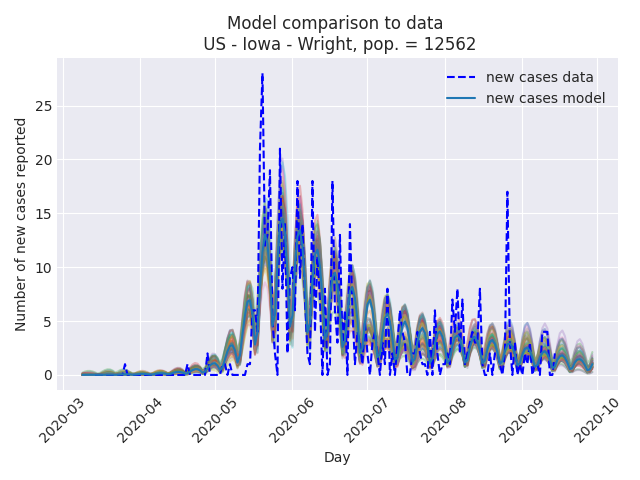 Model comparison to data
US - Iowa - Wright, pop. = 12562
new cases data
new cases model
Number of new cases reported
25
20
15
10
5
0
2020-03
2020-04
2020-05
2020-06
2020-07
2020-08
2020-09
2020-10
Day